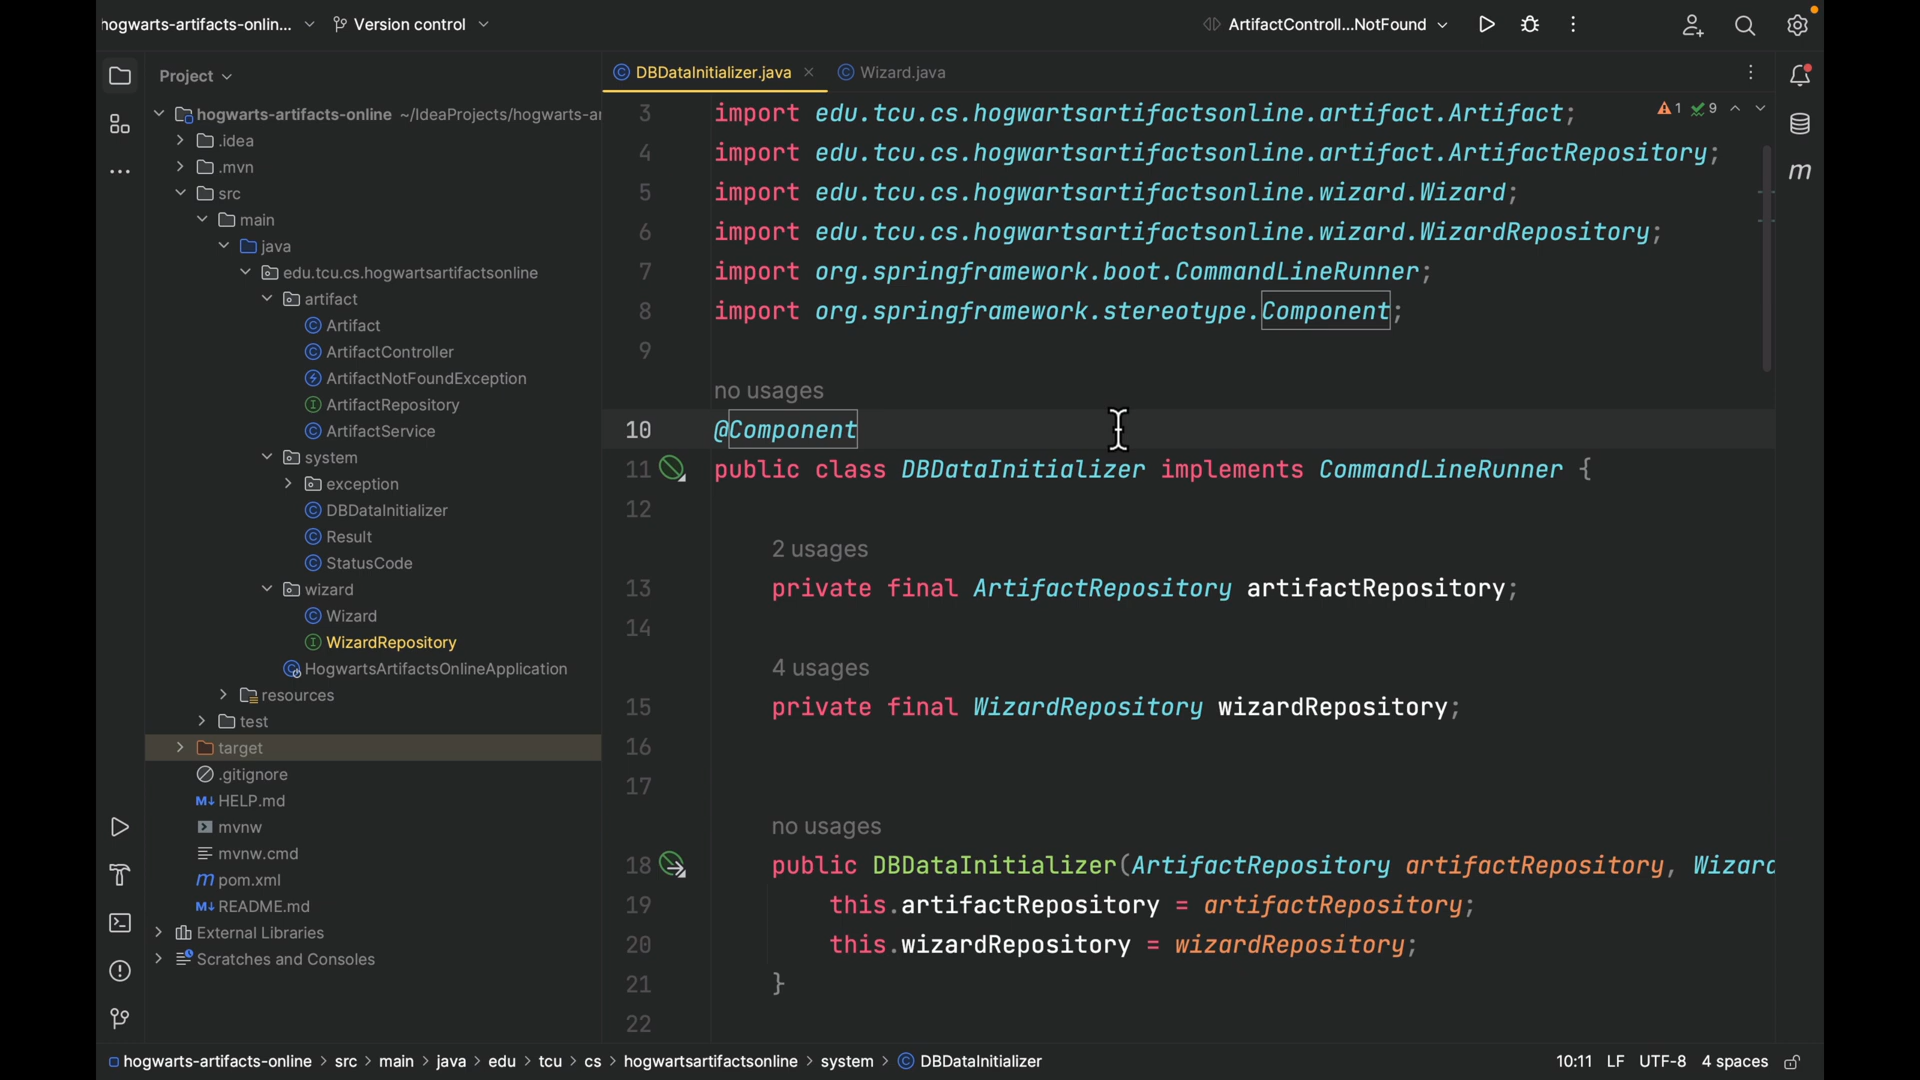 hogwarts-artifacts-onlin...
Version control
ArtifactControll...NotFound
Project
hogwarts-artifacts-online ~/IdeaProjects/hogwarts-ar
.idea
.mvn
src
main
java
edu.tcu.cs.hogwartsartifactsonline
artifact
Artifact
ArtifactController
ArtifactNotFoundException
ArtifactRepository
ArtifactService
system
exception
DBDataInitializer
Result
StatusCode
wizard
Wizard
WizardRepository
HogwartsArtifactsOnlineApplication
resources
test
target
.gitignore
HELP.md
mvnw
mvnw.cmd
pom.xml
README.md
External Libraries
Scratches and Consoles
DBDataInitializer.java
Wizard.java
1 9
3 import edu.tcu.cs.hogwartsartifactsonline.artifact.Artifact;
4 import edu.tcu.cs.hogwartsartifactsonline.artifact.ArtifactRepository;
5 import edu.tcu.cs.hogwartsartifactsonline.wizard.Wizard;
6 import edu.tcu.cs.hogwartsartifactsonline.wizard.WizardRepository;
7 import org.springframework.boot.CommandLineRunner;
8 import org.springframework.stereotype.Component;
9
no usages
10 @Component
11 public class DBDataInitializer implements CommandLineRunner {
12
2 usages
13 private final ArtifactRepository artifactRepository;
14
4 usages
15 private final WizardRepository wizardRepository;
16
17
no usages
18 public DBDataInitializer(ArtifactRepository artifactRepository, Wizard
19 this.artifactRepository = artifactRepository;
20 this.wizardRepository = wizardRepository;
21 }
22
hogwarts-artifacts-online > src > main > java > edu > tcu > cs > hogwartsartifactsonline > system > DBDataInitializer
10:11 LF UTF-8 4 spaces